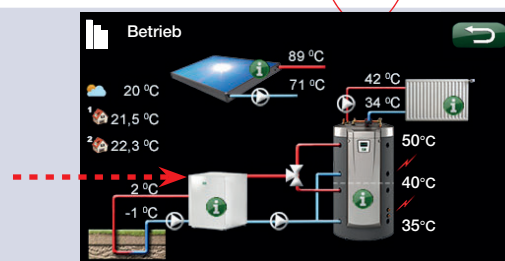 Betrieb
89 ºC
71 ºC
20 ºC
1 21,5 ºC
2 22,3 ºC
42 ºC
34 ºC
50°C
40°C
35°C
2 ºC
-1 ºC